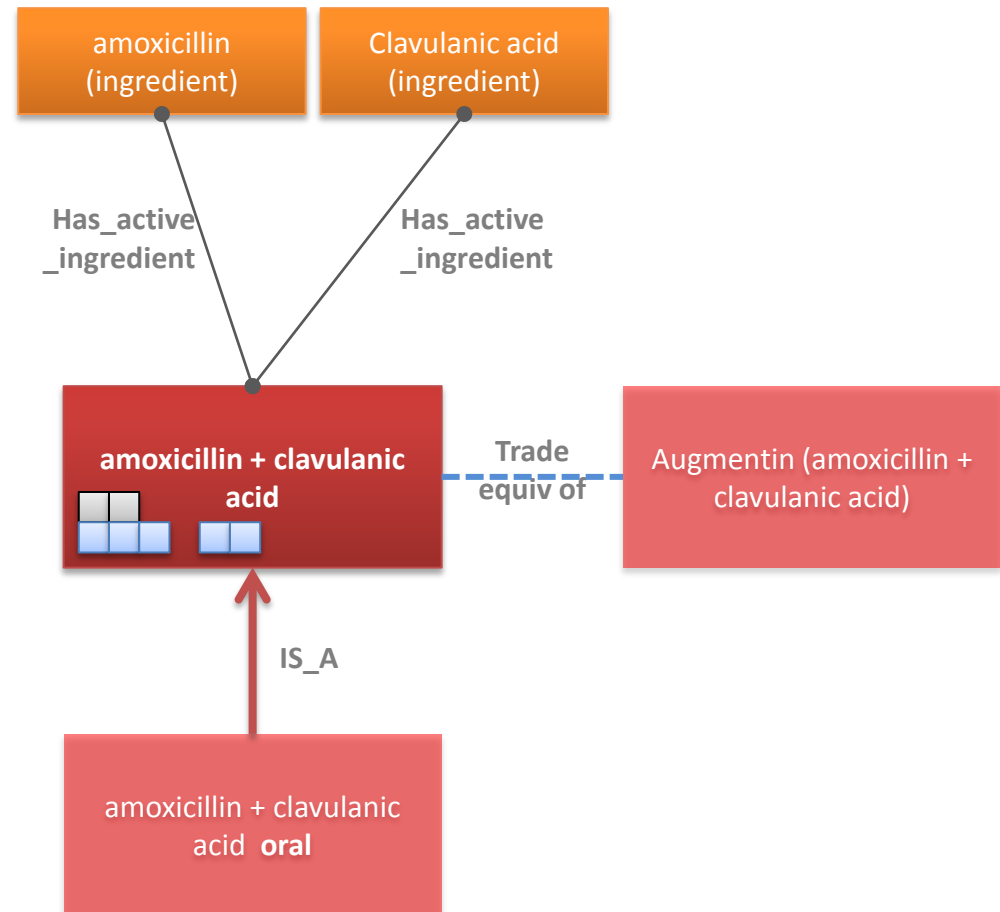 amoxicillin
(ingredient)
Clavulanic acid
(ingredient)
Has_active
_ingredient
Has_active
_ingredient
amoxicillin + clavulanic
acid
Trade
equiv of
Augmentin (amoxicillin +
clavulanic acid)
IS_A
amoxicillin + clavulanic
acid oral